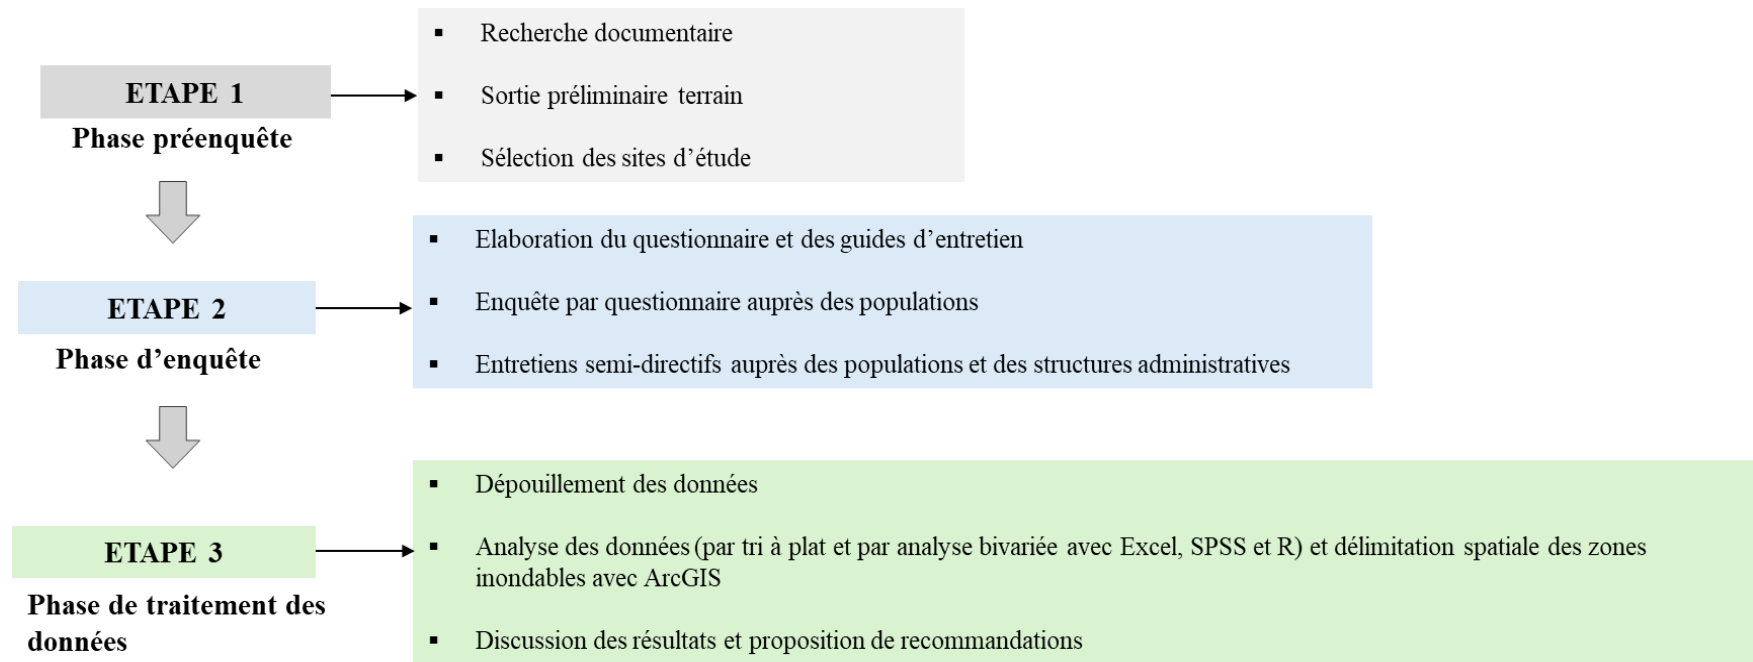 ETAPE 1
Phase préenquête
▪ Recherche documentaire
▪ Sortie préliminaire terrain
▪ Sélection des sites d’étude
ETAPE 2
Phase d’enquête
▪ Elaboration du questionnaire et des guides d’entretien
▪ Enquête par questionnaire auprès des populations
▪ Entretiens semi-directifs auprès des populations et des structures administratives
ETAPE 3
Phase de traitement des
données
▪ Dépouillement des données
▪ Analyse des données (par tri à plat et par analyse bivariée avec Excel, SPSS et R) et délimitation spatiale des zones
inondables avec ArcGIS
▪ Discussion des résultats et proposition de recommandations